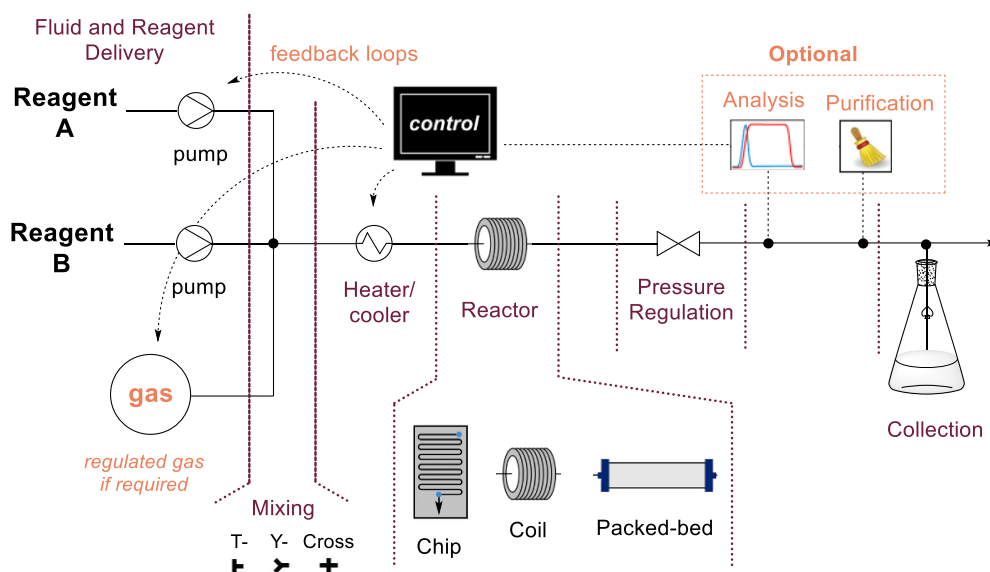 Fluid and Reagent
Delivery
feedback loops
Optional
Reagent
A
pump
control
Analysis
Purification
Reagent
B
pump
Heater/
cooler
Reactor
Pressure
Regulation
gas
regulated gas
if required
Collection
Mixing
T- Y- Cross
Chip
Coil
Packed-bed